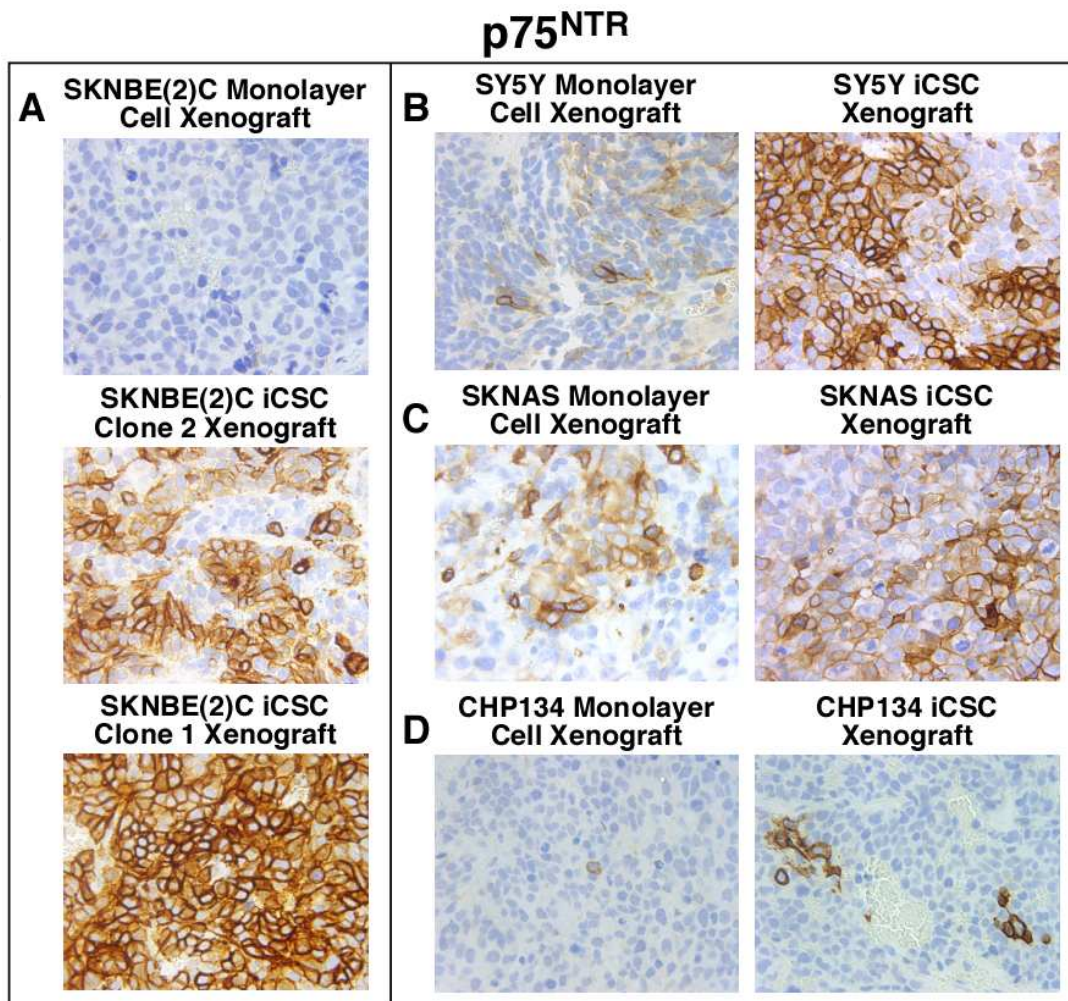 p75NTR
A
SKNBE(2)C Monolayer
Cell Xenograft
SKNBE(2)C iCSC
Clone 2 Xenograft
SKNBE(2)C iCSC
Clone 1 Xenograft
B
SY5Y Monolayer
Cell Xenograft
SY5Y iCSC
Xenograft
C
SKNAS Monolayer
Cell Xenograft
SKNAS iCSC
Xenograft
D
CHP134 Monolayer
Cell Xenograft
CHP134 iCSC
Xenograft